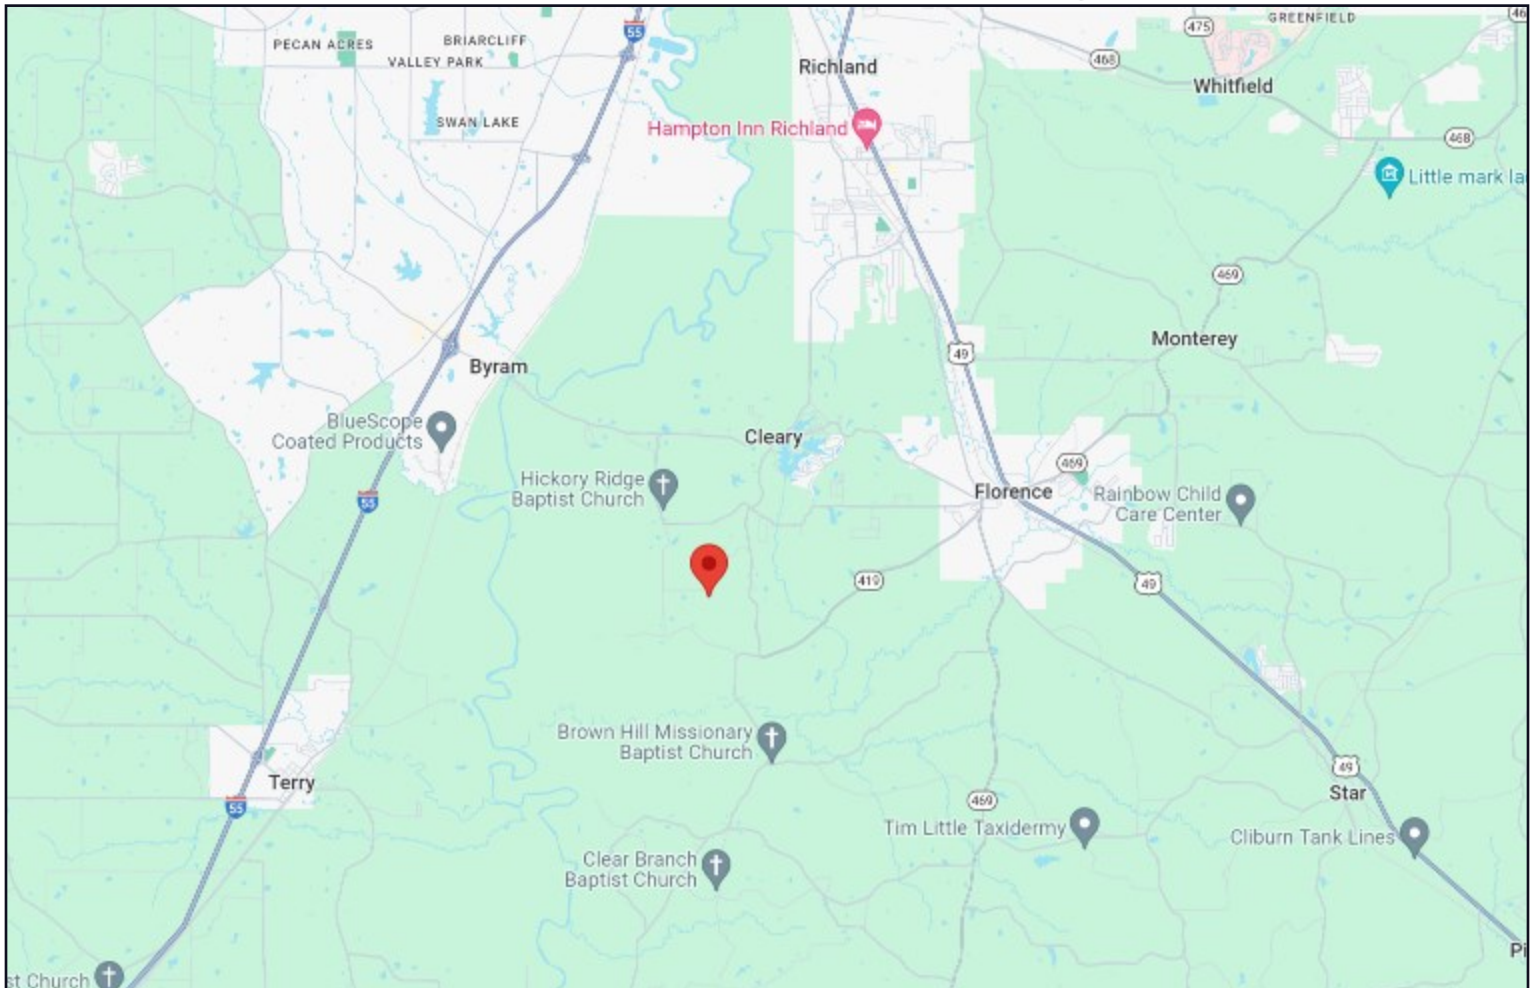 55
GREENFIELD
46
475
PECAN ACRES
BRIARCLIFF
VALLEY PARK
Richland
468
Whitfield
SWAN LAKE
Hampton Inn Richland
468
Little mark la
469
Monterey
49
Byram
BlueScope
Coated Products
Cleary
469
Hickory Ridge
Baptist Church
Florence
Rainbow Child
Care Center
55
419
49
Brown Hill Missionary
Baptist Church
Terry
49
Star
55
469
Tim Little Taxidermy
Cliburn Tank Lines
Clear Branch
Baptist Church
Pi
st Church